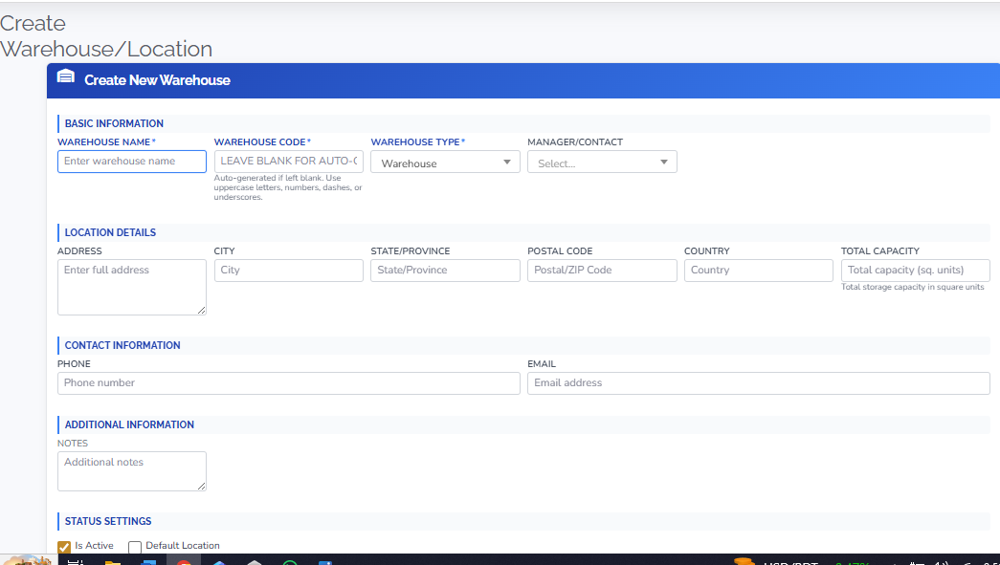 Create
Warehouse/Location
Create New Warehouse
BASIC INFORMATION
WAREHOUSE NAME* WAREHOUSE CODE* WAREHOUSE TYPE* MANAGER/CONTACT
Enter warehouse name LEAVE BLANK FOR AUTO-G Warehouse Select...
Auto-generated if left blank. Use
uppercase letters, numbers, dashes, or
underscores.
LOCATION DETAILS
ADDRESS CITY STATE/PROVINCE POSTAL CODE COUNTRY TOTAL CAPACITY
Enter full address City State/Province Postal/ZIP Code Country Total capacity (sq. units)
Total storage capacity in square units
CONTACT INFORMATION
PHONE EMAIL
Phone number Email address
ADDITIONAL INFORMATION
NOTES
Additional notes
STATUS SETTINGS
Is Active Default Location